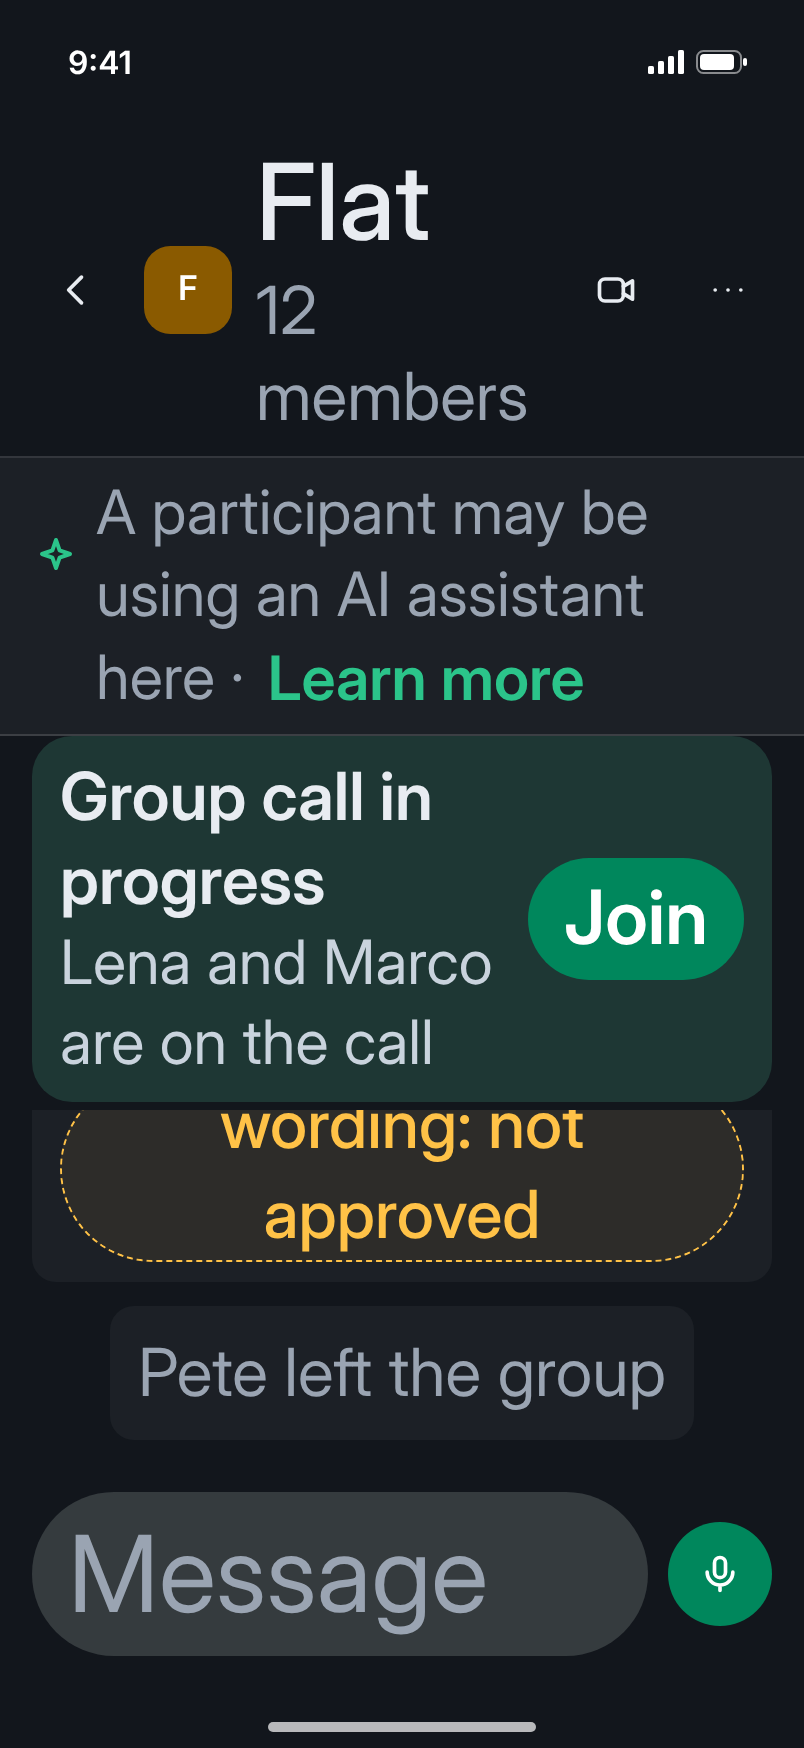 9:41
Flat
F
12
members
A participant may be
using an AI assistant
here · Learn more
Group call in
progress
Lena and Marco
are on the call
Join
wording: not
approved
Pete left the group
Message